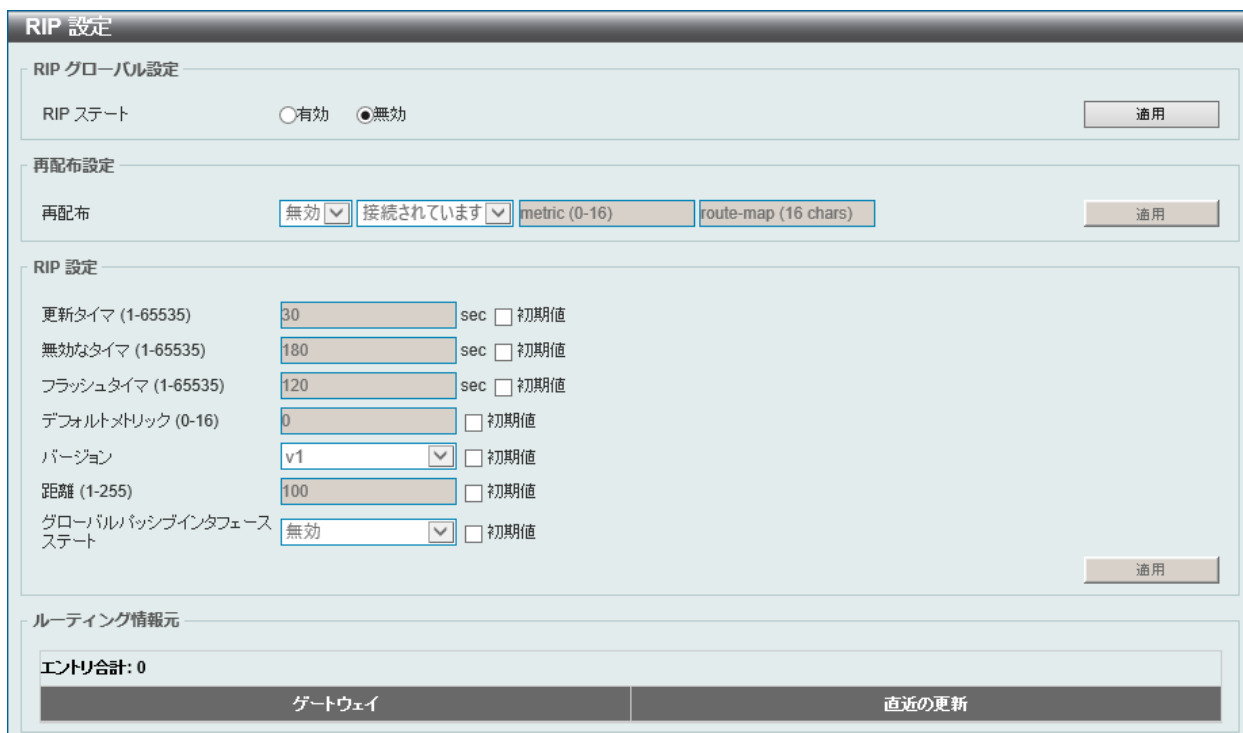 RIP 設定
RIP グローバル設定
RIP ステート 有効 無効 適用
再配布設定
再配布 無効 接続されています metric (0-16) route-map (16 chars) 適用
RIP 設定
更新タイマ (1-65535) 30 sec 初期値
無効なタイマ (1-65535) 180 sec 初期値
フラッシュタイマ (1-65535) 120 sec 初期値
デフォルトメトリック (0-16) 0 初期値
バージョン v1 初期値
距離 (1-255) 100 初期値
グローバルパッシブインタフェース
ステート 無効 初期値
適用
ルーティング情報元
エントリ合計: 0
ゲートウェイ 直近の更新